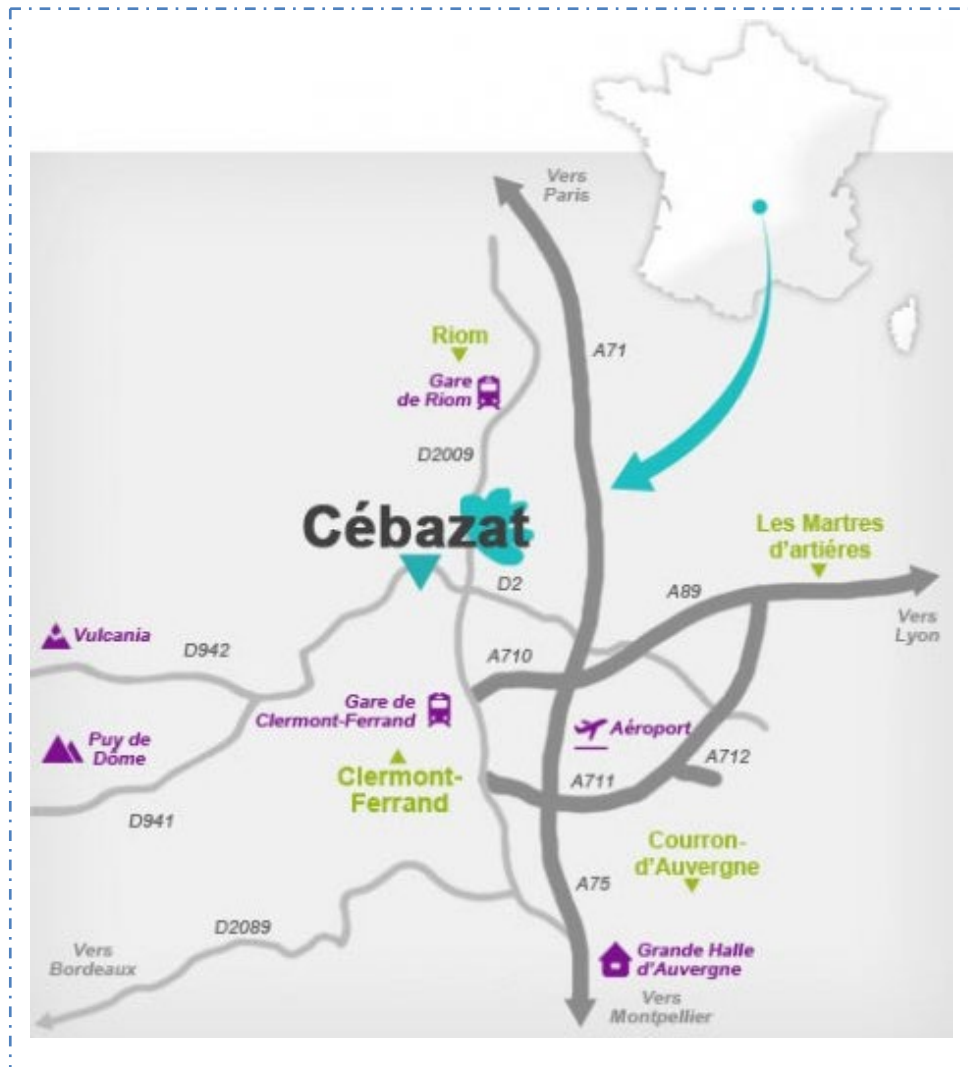 Vers
Paris
A71
Riom
Gare
de Riom
D2009
Cébazat
Les Martres
d'artiéres
D2
A89
Vers
Lyon
Vulcania
D942
A710
Gare de
Clermont-Ferrand
Aéroport
Puy de
Dôme
A712
Clermont-
Ferrand
A711
D941
Courron-
d'Auvergne
A75
D2089
Vers
Bordeaux
Grande Halle
d'Auvergne
Vers
Montpellier